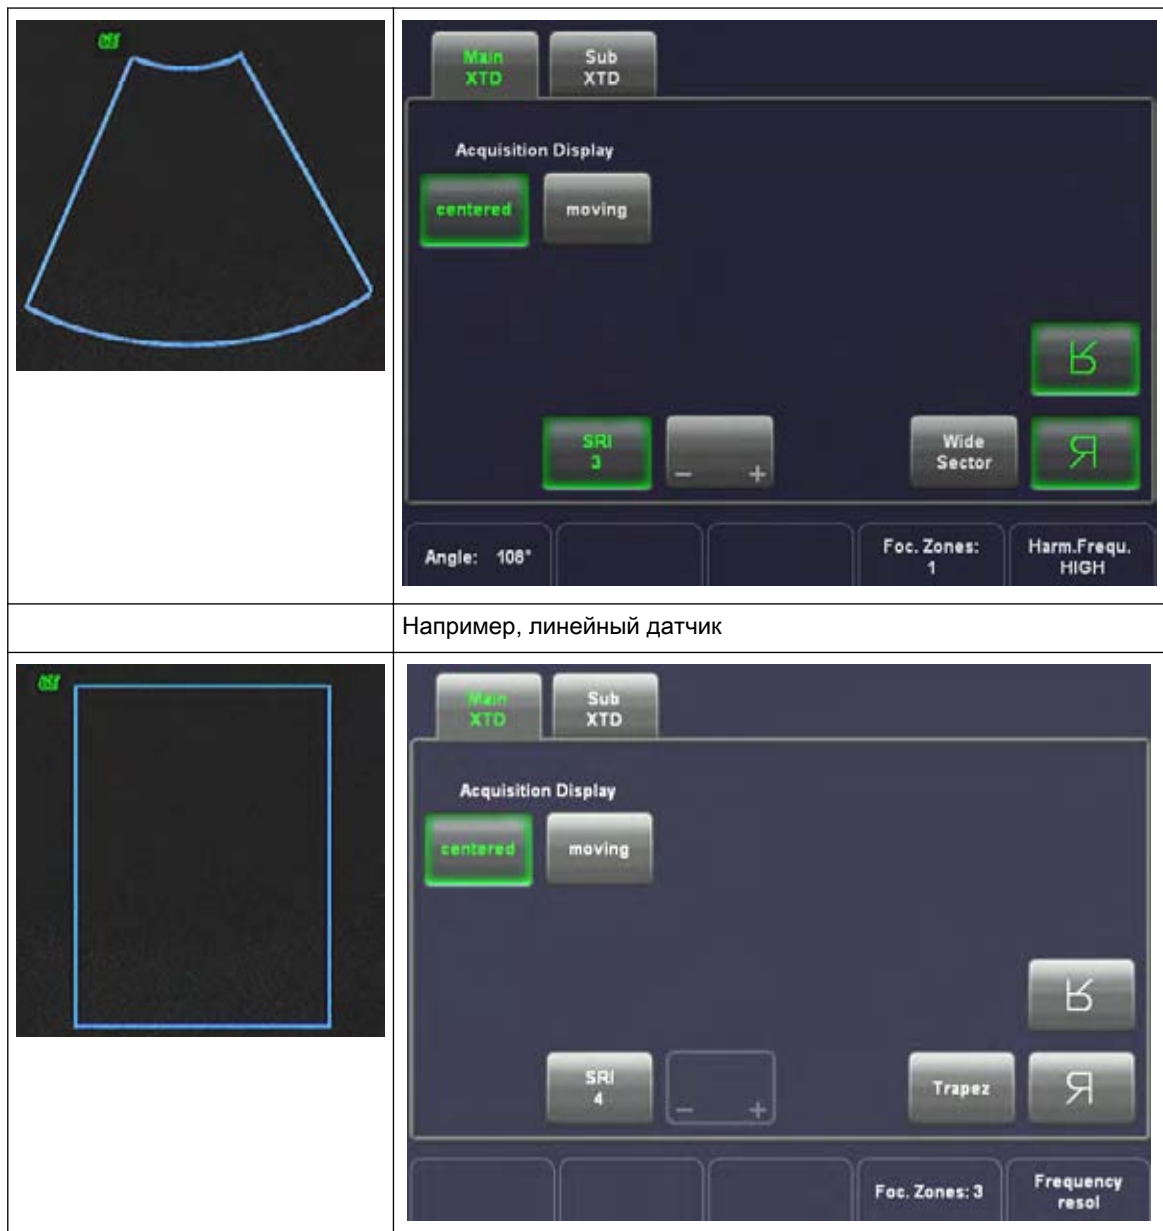 Main
XTD
Sub
XTD
Acquisition Display
centered
moving
SRI
3
- +
Wide
Sector
Angle: 108°
Foc. Zones:
1
Harm.Frequ.
HIGH
Например, линейный датчик
Main
XTD
Sub
XTD
Acquisition Display
centered
moving
SRI
4
- +
Trapez
Foc. Zones: 3
Frequency
resol